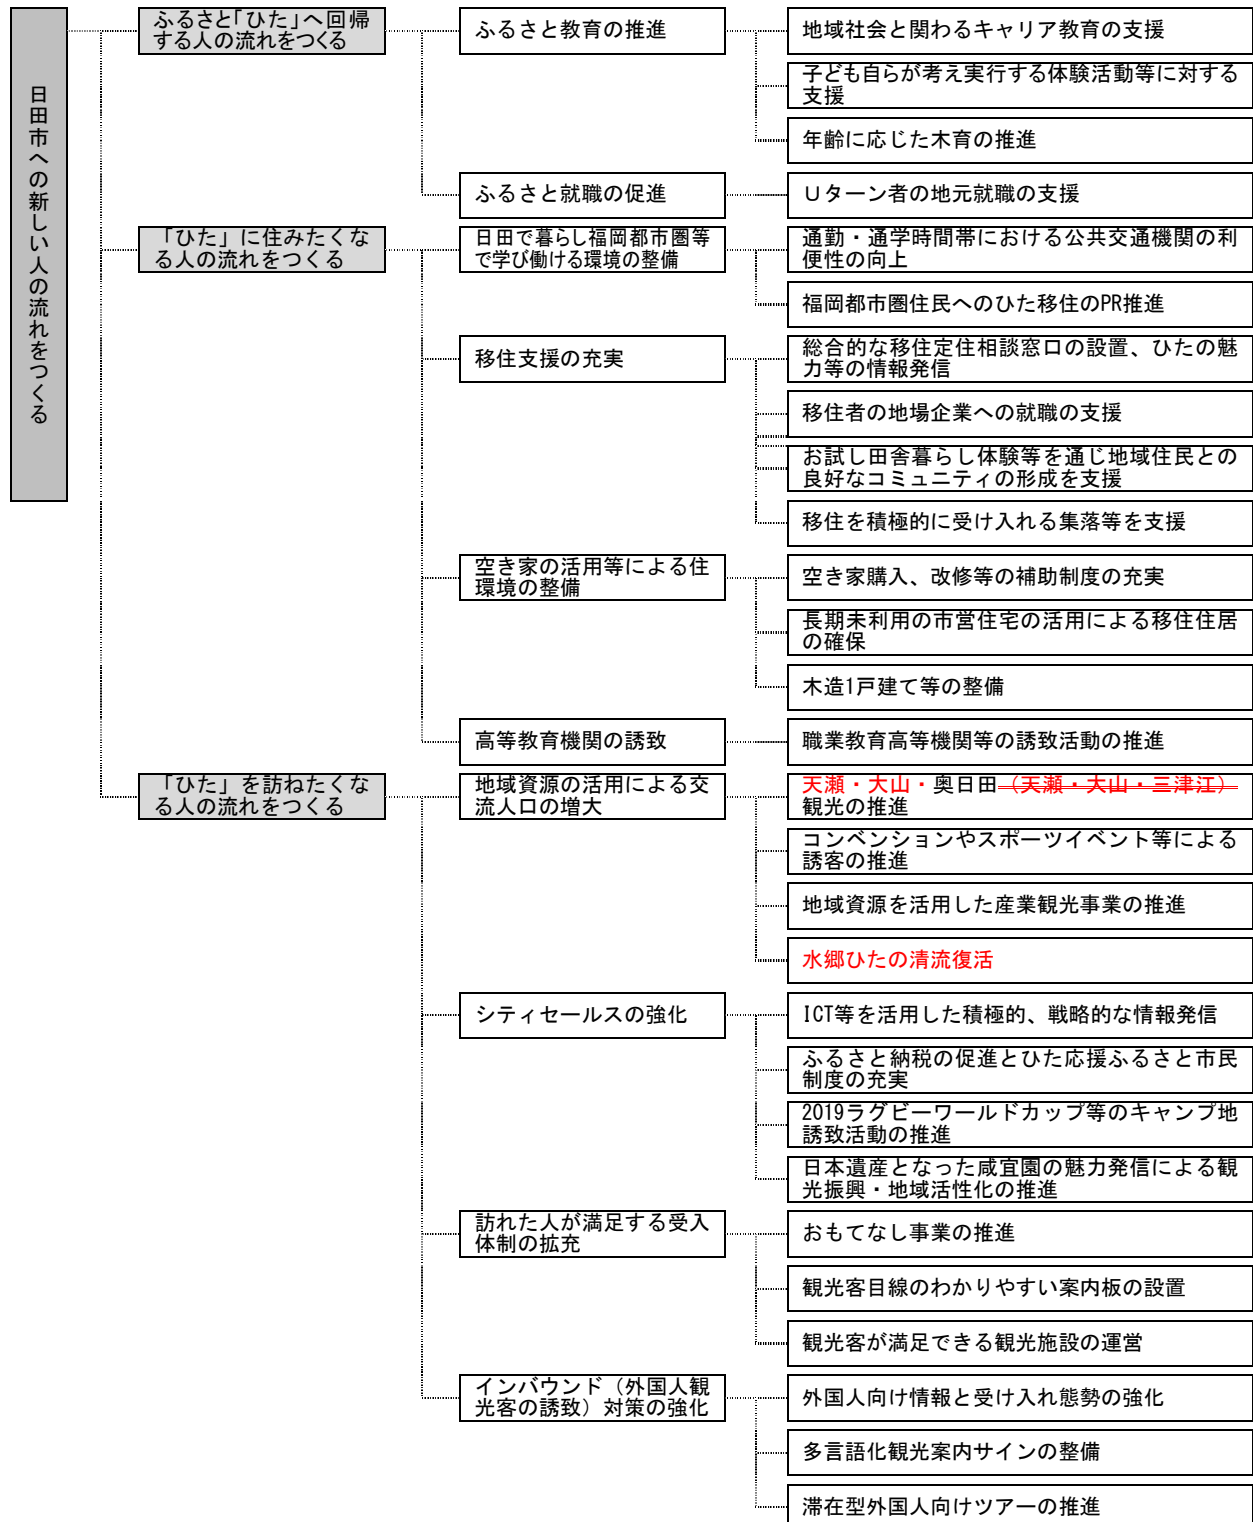 日田市への新しい人の流れをつくる
ふるさと「ひた」へ回帰
する人の流れをつくる
ふるさと教育の推進
地域社会と関わるキャリア教育の支援
子ども自らが考え実行する体験活動等に対する
支援
年齢に応じた木育の推進
ふるさと就職の促進
Uターン者の地元就職の支援
「ひた」に住みたくな
る人の流れをつくる
日田で暮らし福岡都市圏等
で学び働ける環境の整備
通勤・通学時間帯における公共交通機関の利
便性の向上
福岡都市圏住民へのひた移住のPR推進
移住支援の充実
総合的な移住定住相談窓口の設置、ひたの魅
力等の情報発信
移住者の地場企業への就職の支援
お試し田舎暮らし体験等を通じ地域住民との
良好なコミュニティの形成を支援
移住を積極的に受け入れる集落等を支援
空き家の活用等による住
環境の整備
空き家購入、改修等の補助制度の充実
長期未利用の市営住宅の活用による移住住居
の確保
木造1戸建て等の整備
高等教育機関の誘致
職業教育高等機関等の誘致活動の推進
「ひた」を訪ねたくな
る人の流れをつくる
地域資源の活用による交
流人口の増大
天瀬・大山・奥日田（天瀬・大山・三津江）
観光の推進
コンベンションやスポーツイベント等による
誘客の推進
地域資源を活用した産業観光事業の推進
水郷ひたの清流復活
シティセールスの強化
ICT等を活用した積極的、戦略的な情報発信
ふるさと納税の促進とひた応援ふるさと市民
制度の充実
2019ラグビーワールドカップ等のキャンプ地
誘致活動の推進
日本遺産となった咸宜園の魅力発信による観
光振興・地域活性化の推進
訪れた人が満足する受入
体制の拡充
おもてなし事業の推進
観光客目線のわかりやすい案内板の設置
観光客が満足できる観光施設の運営
インバウンド（外国人観
光客の誘致）対策の強化
外国人向け情報と受け入れ態勢の強化
多言語化観光案内サインの整備
滞在型外国人向けツアーの推進